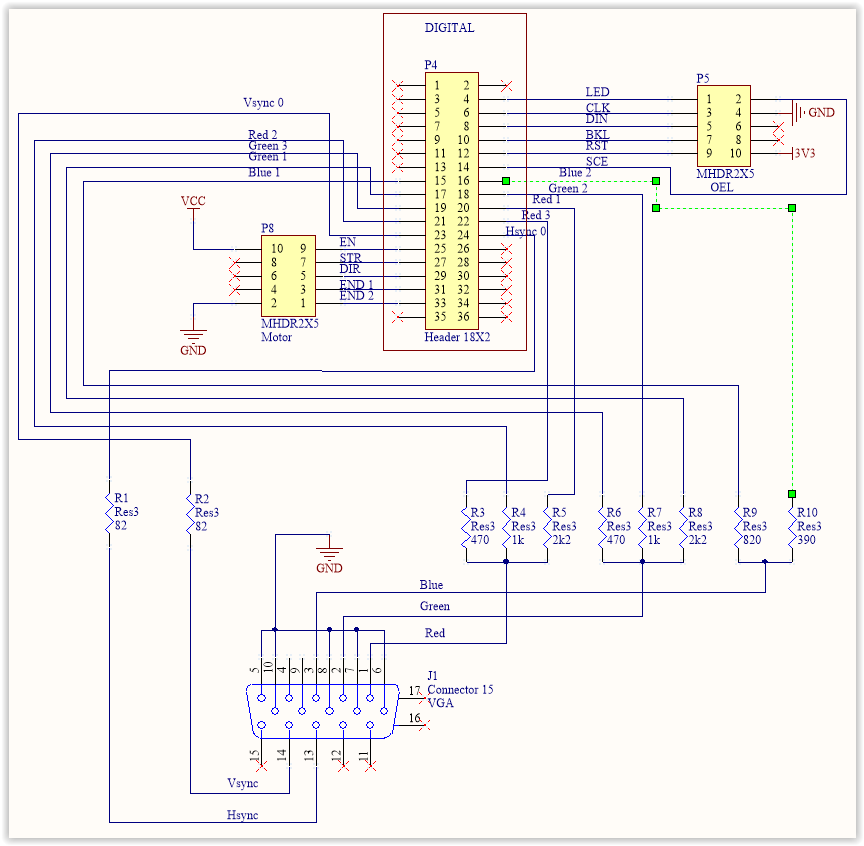 DIGITAL
P4
P5
1 2
3 4
5 6
7 8
9 10
11 12
13 14
15 16
17 18
19 20
21 22
23 24
25 26
27 28
29 30
31 32
33 34
35 36
Header 18X2
LED
CLK
DIN
BKL
RST
SCE
1 2
3 4
5 6
7 8
9 10
GND
3V3
MHDR2X5
OEL
Vsync 0
Red 2
Green 3
Green 1
Blue 1
Blue 2
Green 2
Red 1
Red 3
Hsync 0
VCC
P8
10 9
8 7
6 5
4 3
2 1
EN
STR
DIR
END 1
END 2
MHDR2X5
Motor
GND
R1
Res3
82
R2
Res3
82
R3
Res3
470
R4
Res3
1k
R5
Res3
2k2
R6
Res3
470
R7
Res3
1k
R8
Res3
2k2
R9
Res3
820
R10
Res3
390
GND
Blue
Green
Red
5 10 4 9 3 8 2 7 1 6
J1
Connector 15
VGA
17
16
15 14 13 12 11
Vsync
Hsync